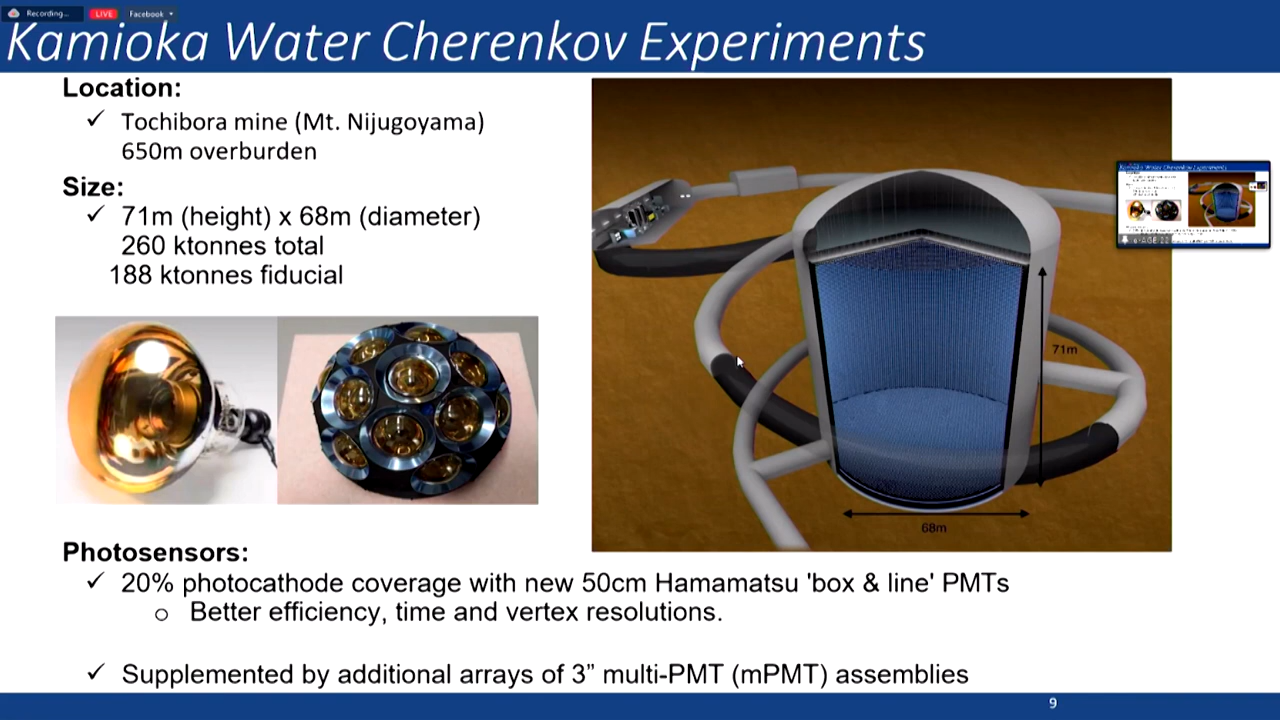 Recording...
LIVE
Facebook
Kamioka Water Cherenkov Experiments
Location:
✓ Tochibora mine (Mt. Nijugoyama)
650m overburden
Size:
✓ 71m (height) x 68m (diameter)
260 ktonnes total
188 ktonnes fiducial
71m
68m
Photosensors:
✓ 20% photocathode coverage with new 50cm Hamamatsu 'box & line' PMTs
o Better efficiency, time and vertex resolutions.
✓ Supplemented by additional arrays of 3” multi-PMT (mPMT) assemblies
9